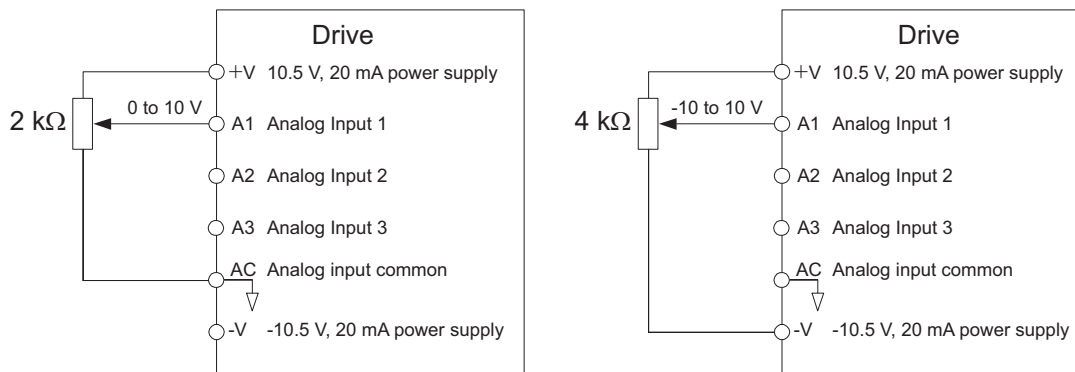 Drive
+V 10.5 V, 20 mA power supply
2 kΩ
0 to 10 V
A1 Analog Input 1
A2 Analog Input 2
A3 Analog Input 3
AC Analog input common
-V -10.5 V, 20 mA power supply
Drive
+V 10.5 V, 20 mA power supply
4 kΩ
-10 to 10 V
A1 Analog Input 1
A2 Analog Input 2
A3 Analog Input 3
AC Analog input common
-V -10.5 V, 20 mA power supply